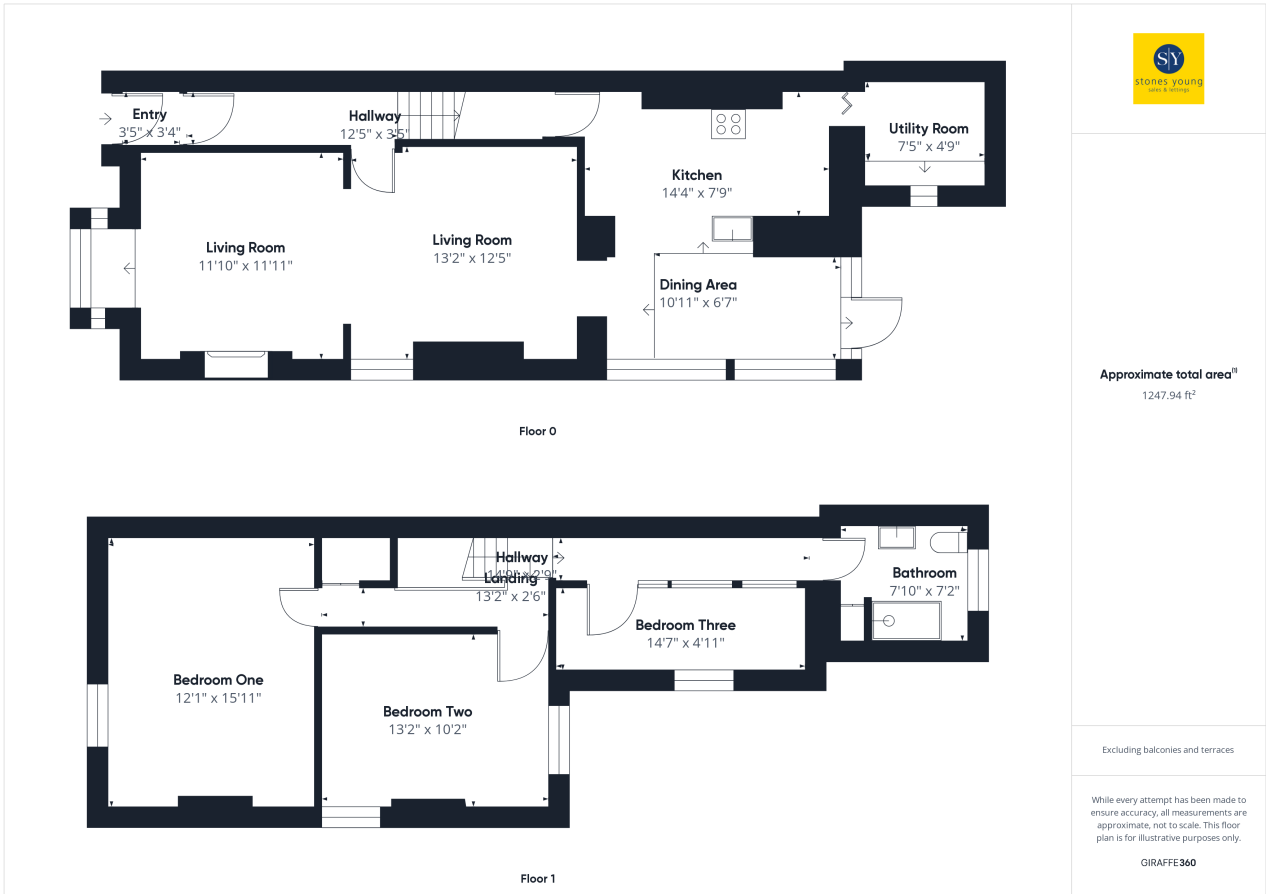 Entry
3'5" x 3'4"
Hallway
12'5" x 3'5"
Kitchen
14'4" x 7'9"
Utility Room
7'5" x 4'9"
Living Room
11'10" x 11'11"
Living Room
13'2" x 12'5"
Dining Area
10'11" x 6'7"
Floor 0
Hallway
14'9" x 2'9"
Landing
13'2" x 2'6"
Bathroom
7'10" x 7'2"
Bedroom Three
14'7" x 4'11"
Bedroom One
12'1" x 15'11"
Bedroom Two
13'2" x 10'2"
Floor 1
S|Y
stones young
sales & lettings
Approximate total area(1)
1247.94 ft²
Excluding balconies and terraces
While every attempt has been made to
ensure accuracy, all measurements are
approximate, not to scale. This floor
plan is for illustrative purposes only.
GIRAFFE360